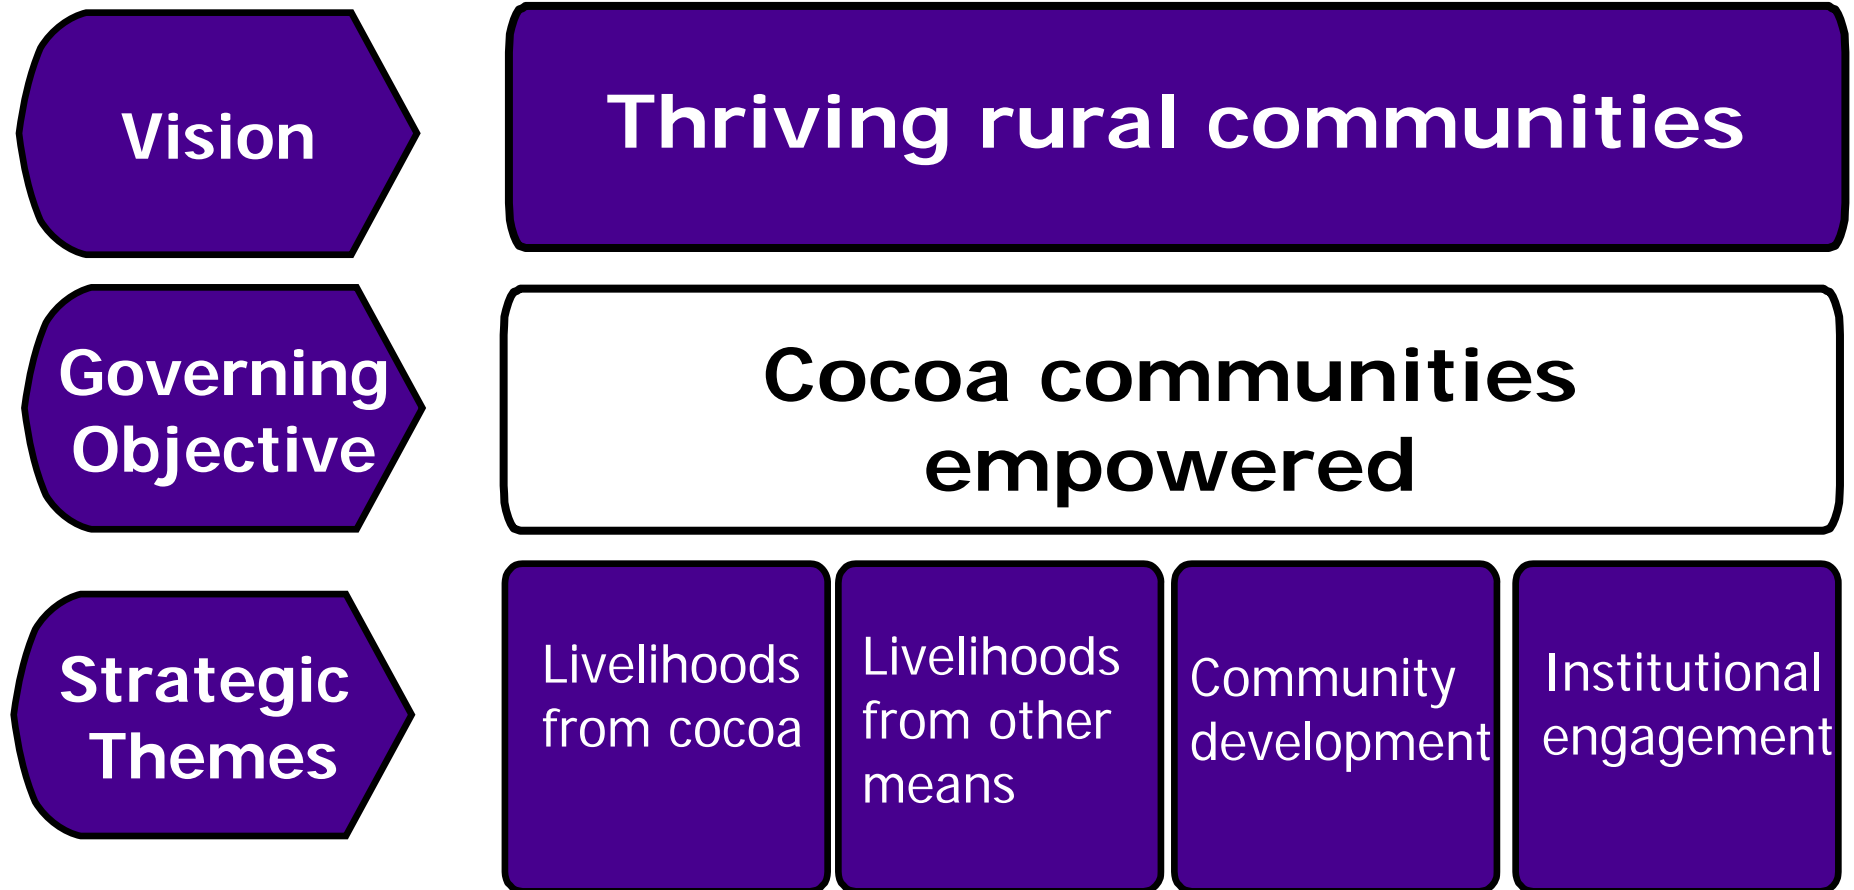 Vision
Thriving rural communities
Governing
Objective
Cocoa communities
empowered
Strategic
Themes
Livelihoods
from cocoa
Livelihoods
from other
means
Community
development
Institutional
engagement